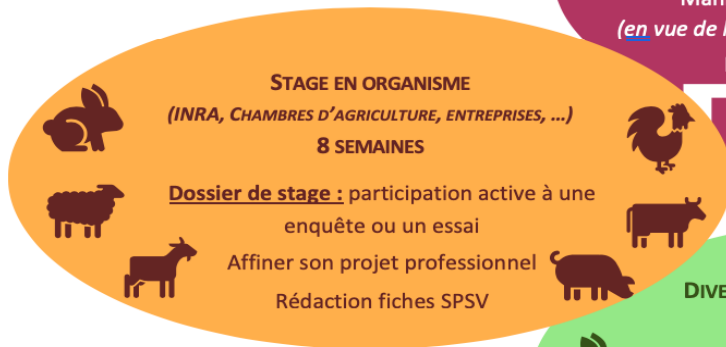 (en vue de l
STAGE EN ORGANISME
(INRA, CHAMBRES D'AGRICULTURE, ENTREPRISES, …)
8 SEMAINES
Dossier de stage : participation active à une
enquête ou un essai
Affiner son projet professionnel
Rédaction fiches SPSV